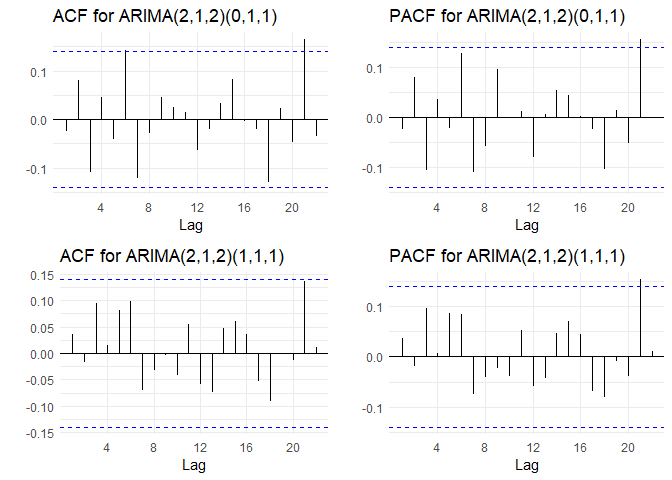 ACF for ARIMA(2,1,2)(0,1,1)
0.1
0.0
-0.1
4 8 12 16 20
Lag
PACF for ARIMA(2,1,2)(0,1,1)
0.1
0.0
-0.1
4 8 12 16 20
Lag
ACF for ARIMA(2,1,2)(1,1,1)
0.15
0.10
0.05
0.00
-0.05
-0.10
-0.15
4 8 12 16 20
Lag
PACF for ARIMA(2,1,2)(1,1,1)
0.1
0.0
-0.1
4 8 12 16 20
Lag